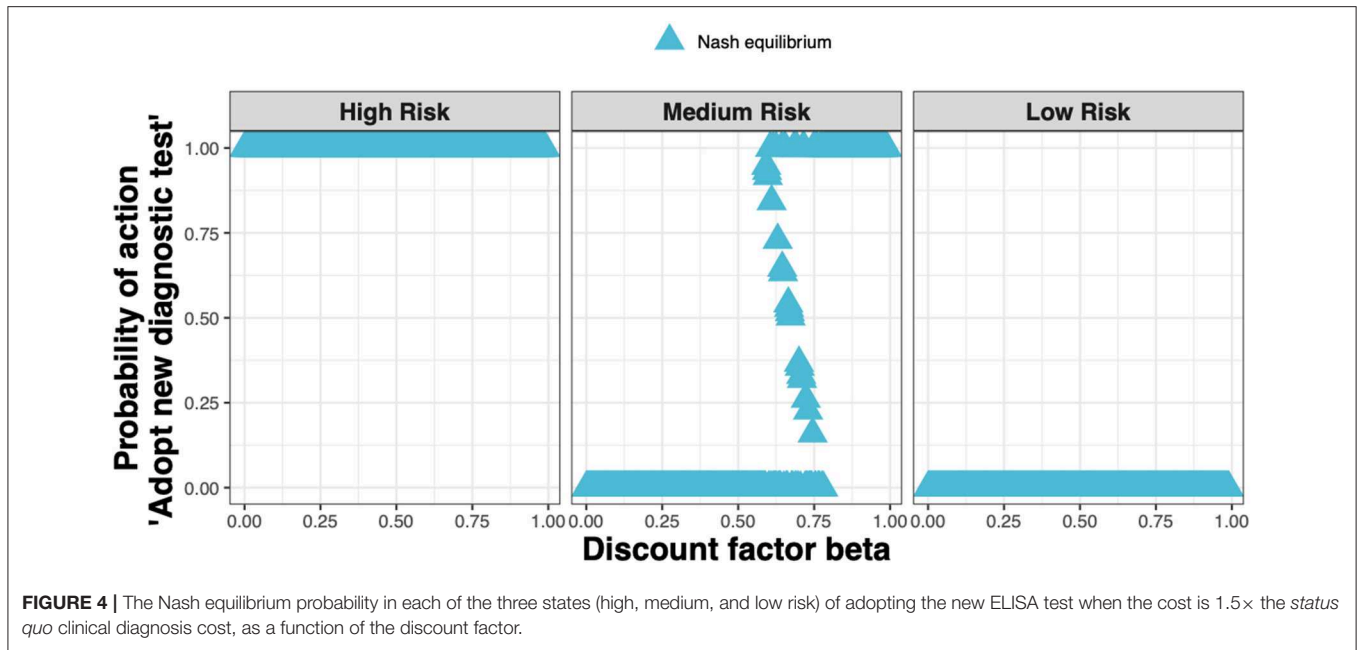 Nash equilibrium
High Risk
Medium Risk
Low Risk
Probability of action
'Adopt new diagnostic test'
1.00
0.75
0.50
0.25
0.00
0.00 0.25 0.50 0.75 1.00
0.00 0.25 0.50 0.75 1.00
0.00 0.25 0.50 0.75 1.00
Discount factor beta
FIGURE 4 | The Nash equilibrium probability in each of the three states (high, medium, and low risk) of adopting the new ELISA test when the cost is 1.5× the status
quo clinical diagnosis cost, as a function of the discount factor.